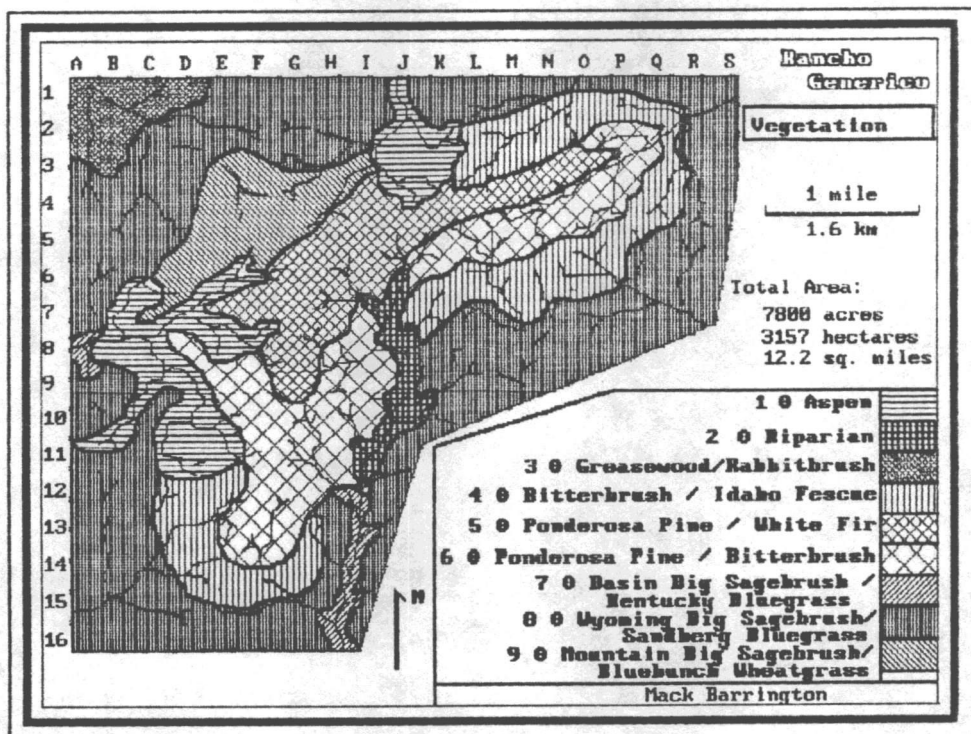 A B C D E F G H I J K L M N O P Q R S
Rancho
Generico
Vegetation
1 mile
1.6 km
Total Area:
7800 acres
3157 hectares
12.2 sq. miles
1
2
3
4
5
6
7
8
9
10
11
12
13
14
15
16
N
1 0 Aspen
2 0 Riparian
3 0 Greasewood/Rabbitbrush
4 0 Bitterbrush / Idaho Fescue
5 0 Ponderosa Pine / White Fir
6 0 Ponderosa Pine / Bitterbrush
7 0 Basin Big Sagebrush /
Kentucky Bluegrass
8 0 Wyoming Big Sagebrush/
Sandberg Bluegrass
9 0 Mountain Big Sagebrush/
Bluebunch Wheatgrass
Mack Barrington